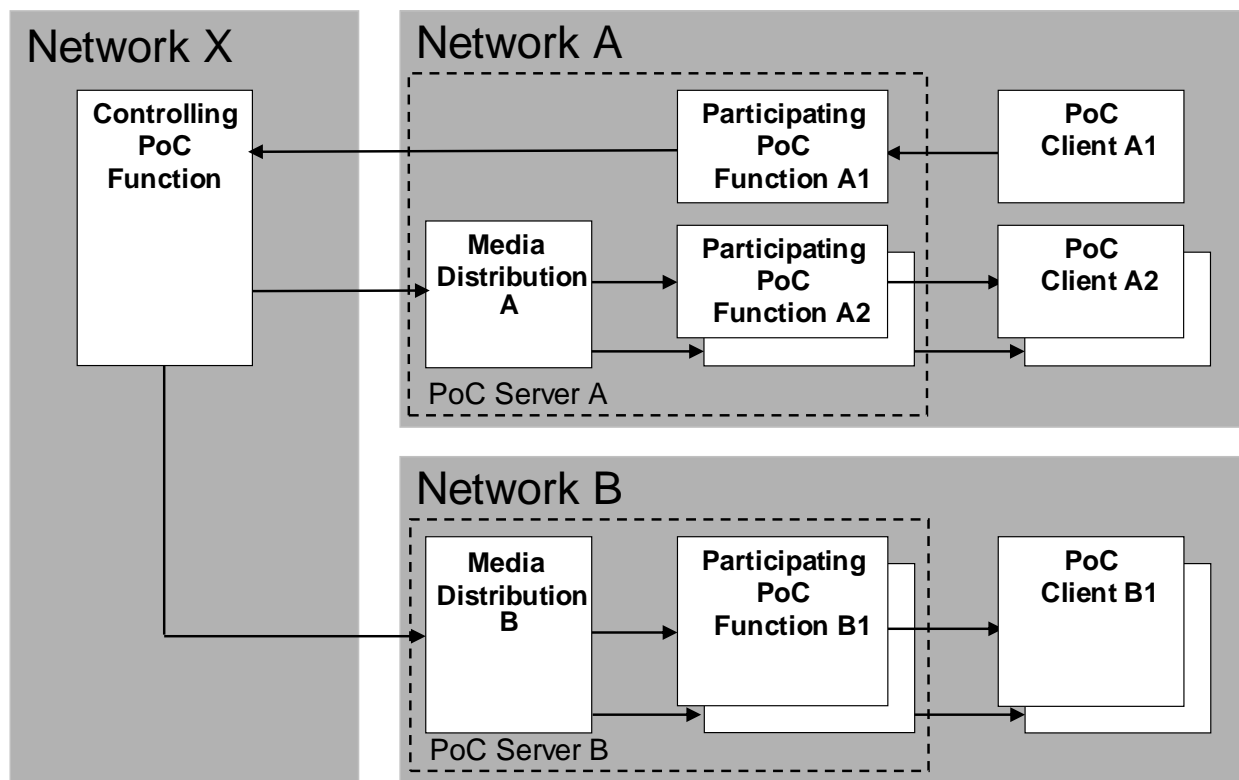 Network X
Controlling
PoC
Function
Network A
Participating
PoC
Function A1
PoC
Client A1
Media
Distribution
A
Participating
PoC
Function A2
PoC
Client A2
PoC Server A
Network B
Media
Distribution
B
Participating
PoC
Function B1
PoC
Client B1
PoC Server B